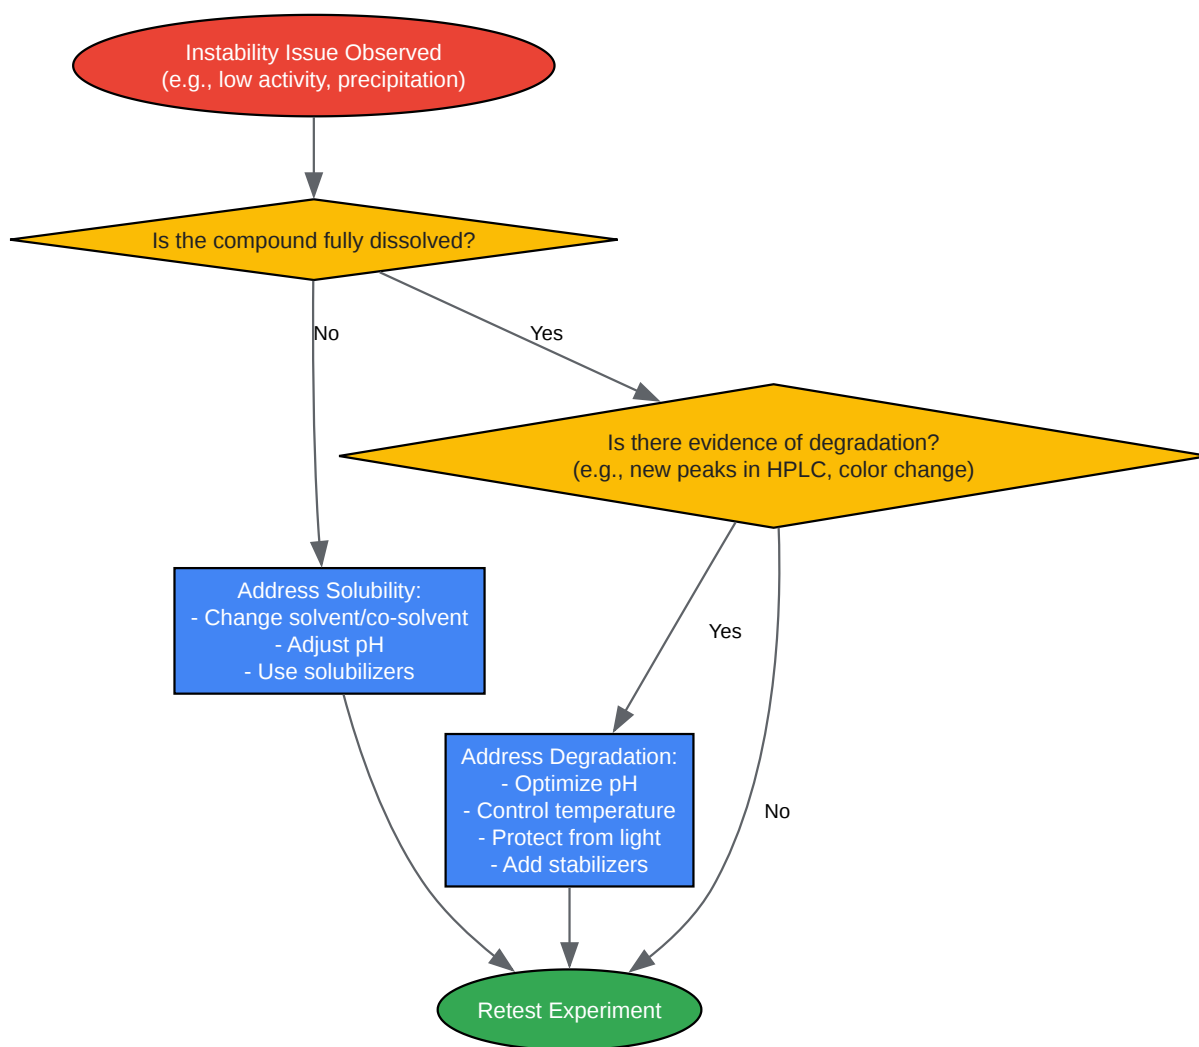 Instability Issue Observed
(e.g., low activity, precipitation)
Is the compound fully dissolved?
No
Yes
Is there evidence of degradation?
(e.g., new peaks in HPLC, color change)
Address Solubility:
- Change solvent/co-solvent
- Adjust pH
- Use solubilizers
Yes
Address Degradation:
- Optimize pH
- Control temperature
- Protect from light
- Add stabilizers
No
Retest Experiment